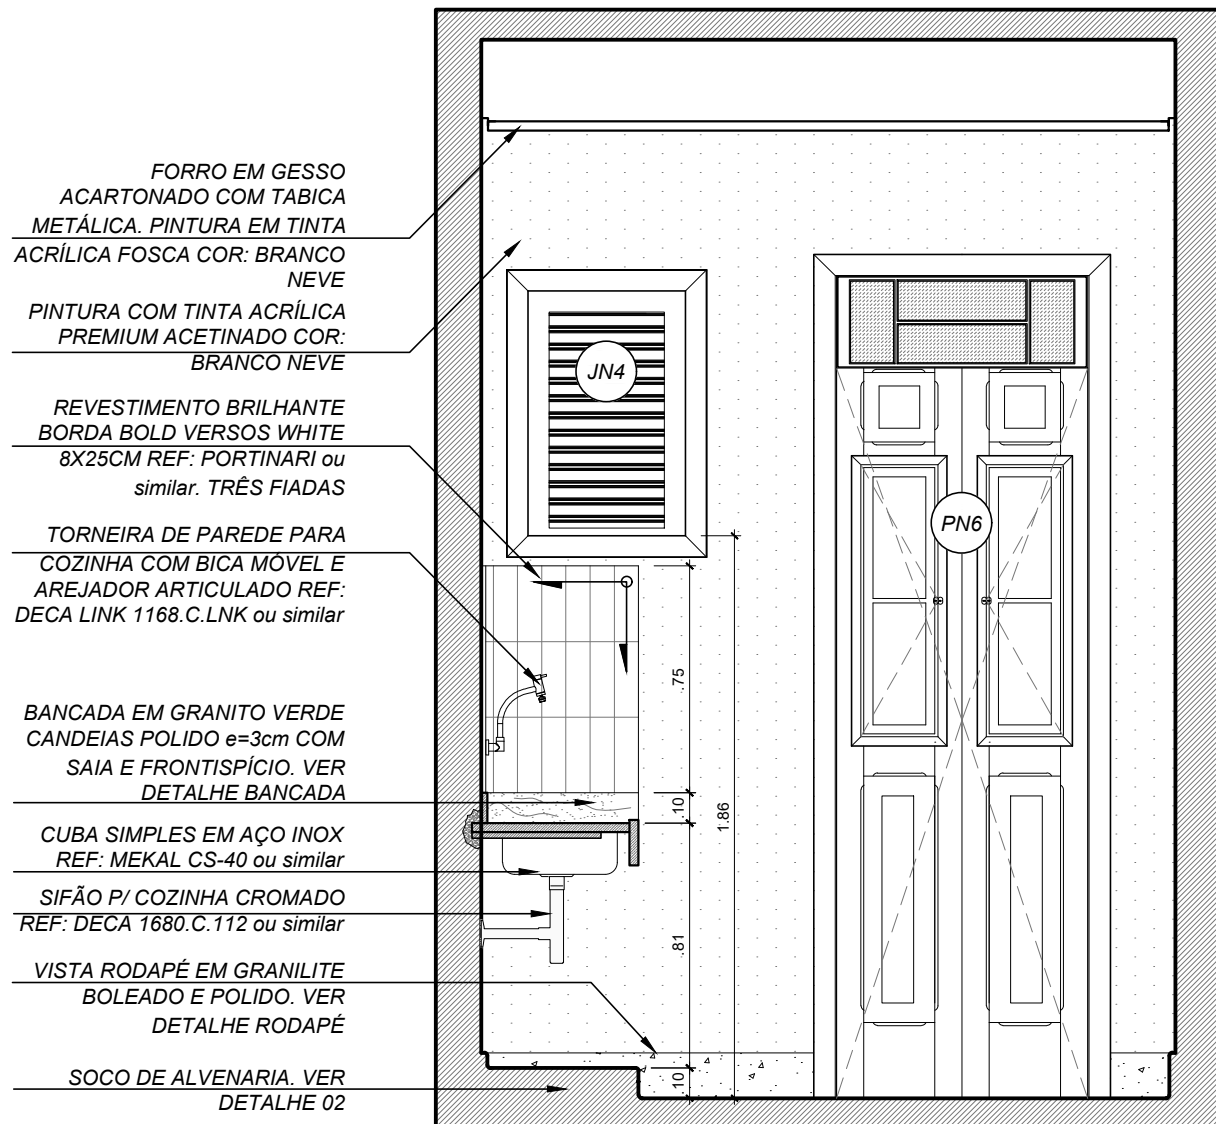 FORRO EM GESSO
ACARTONADO COM TABICA
METÁLICA. PINTURA EM TINTA
ACRÍLICA FOSCA COR: BRANCO
NEVE
PINTURA COM TINTA ACRÍLICA
PREMIUM ACETINADO COR:
BRANCO NEVE
REVESTIMENTO BRILHANTE
BORDA BOLD VERSOS WHITE
8X25CM REF: PORTINARI ou
similar. TRÊS FIADAS
TORNEIRA DE PAREDE PARA
COZINHA COM BICA MÓVEL E
AREJADOR ARTICULADO REF:
DECA LINK 1168.C.LNK ou similar
BANCADA EM GRANITO VERDE
CANDEIAS POLIDO e=3cm COM
SAIA E FRONTISPÍCIO. VER
DETALHE BANCADA
CUBA SIMPLES EM AÇO INOX
REF: MEKAL CS-40 ou similar
SIFÃO P/ COZINHA CROMADO
REF: DECA 1680.C.112 ou similar
VISTA RODAPÉ EM GRANILITE
BOLEADO E POLIDO. VER
DETALHE RODAPÉ
SOCO DE ALVENARIA. VER
DETALHE 02
JN4
PN6
.75
10
1.86
.81
10